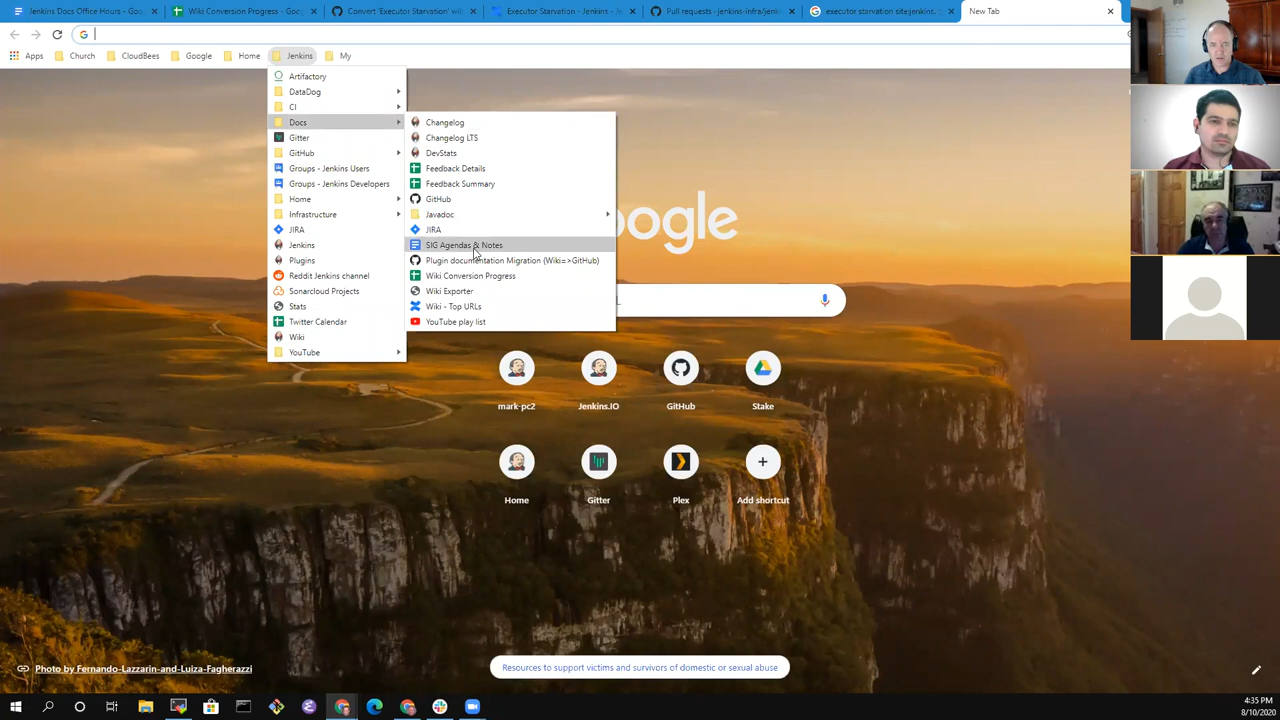 Jenkins Docs Office Hours - Goo
Wiki Conversion Progress - Goo
Convert 'Executor Starvation' wi
Executor Starvation - Jenkins - Je
Pull requests · jenkins-infra/jenk
executor starvation site:jenkins.
New Tab
Apps
Church
CloudBees
Google
Home
Jenkins
My
Artifactory
DataDog
CI
Docs
Gitter
GitHub
Groups - Jenkins Users
Groups - Jenkins Developers
Home
Infrastructure
JIRA
Jenkins
Plugins
Reddit Jenkins channel
Sonarcloud Projects
Stats
Twitter Calendar
Wiki
YouTube
Changelog
Changelog LTS
DevStats
Feedback Details
Feedback Summary
GitHub
Javadoc
JIRA
SIG Agendas & Notes
Plugin documentation Migration (Wiki=>GitHub)
Wiki Conversion Progress
Wiki Exporter
Wiki - Top URLs
YouTube play list
oogle
mark-pc2
Jenkins.IO
GitHub
Stake
Home
Gitter
Plex
Add shortcut
Photo by Fernando-Lazzarin-and-Luiza-Fagherazzi
Resources to support victims and survivors of domestic or sexual abuse
4:35 PM
8/10/2020